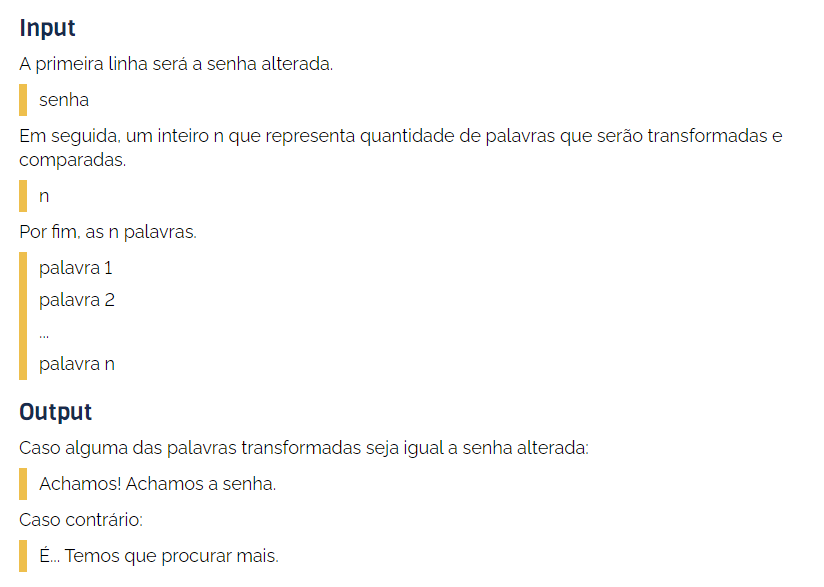 Input
A primeira linha será a senha alterada.
senha
Em seguida, um inteiro n que representa quantidade de palavras que serão transformadas e
comparadas.
n
Por fim, as n palavras.
palavra 1
palavra 2
...
palavra n
Output
Caso alguma das palavras transformadas seja igual a senha alterada:
Achamos! Achamos a senha.
Caso contrário:
É... Temos que procurar mais.